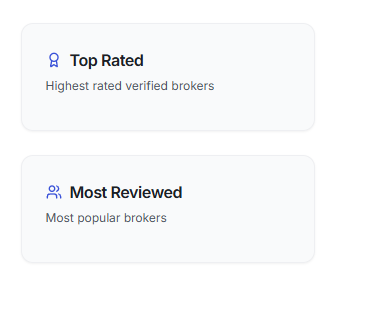 Top Rated
Highest rated verified brokers
Most Reviewed
Most popular brokers